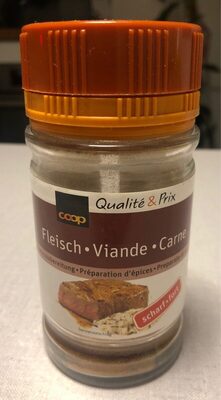 coop
Qualité & Prix
Fleisch • Viande • Carne
Préparation d'épices •
scharf • fort